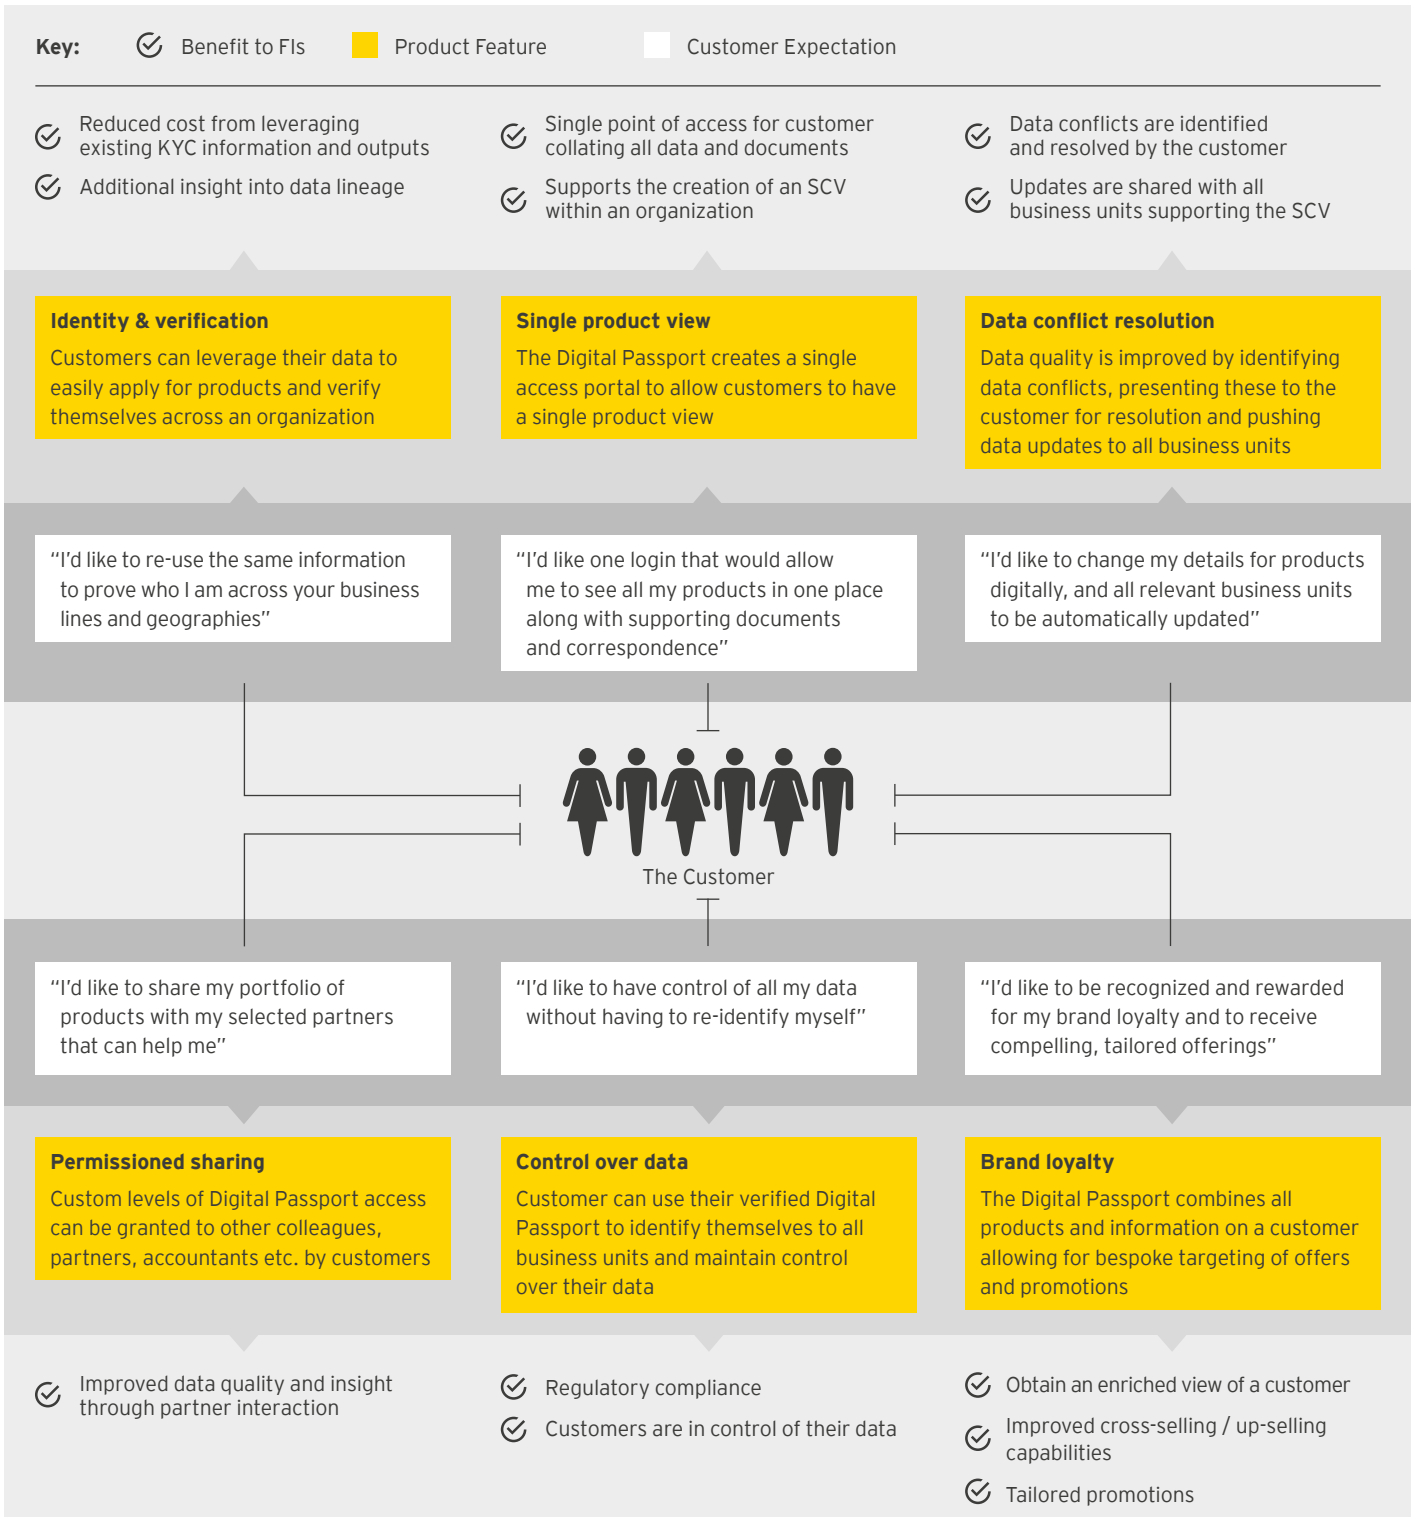 Key: Benefit to FIs Product Feature Customer Expectation
Reduced cost from leveraging
existing KYC information and outputs
Additional insight into data lineage
Single point of access for customer
collating all data and documents
Supports the creation of an SCV
within an organization
Data conflicts are identified
and resolved by the customer
Updates are shared with all
business units supporting the SCV
Identity & verification
Customers can leverage their data to
easily apply for products and verify
themselves across an organization
Single product view
The Digital Passport creates a single
access portal to allow customers to have
a single product view
Data conflict resolution
Data quality is improved by identifying
data conflicts, presenting these to the
customer for resolution and pushing
data updates to all business units
“I’d like to re-use the same information
to prove who I am across your business
lines and geographies”
“I’d like one login that would allow
me to see all my products in one place
along with supporting documents
and correspondence”
“I’d like to change my details for products
digitally, and all relevant business units
to be automatically updated”
The Customer
“I’d like to share my portfolio of
products with my selected partners
that can help me”
“I’d like to have control of all my data
without having to re-identify myself”
“I’d like to be recognized and rewarded
for my brand loyalty and to receive
compelling, tailored offerings”
Permissioned sharing
Custom levels of Digital Passport access
can be granted to other colleagues,
partners, accountants etc. by customers
Control over data
Customer can use their verified Digital
Passport to identify themselves to all
business units and maintain control
over their data
Brand loyalty
The Digital Passport combines all
products and information on a customer
allowing for bespoke targeting of offers
and promotions
Improved data quality and insight
through partner interaction
Regulatory compliance
Customers are in control of their data
Obtain an enriched view of a customer
Improved cross-selling / up-selling
capabilities
Tailored promotions